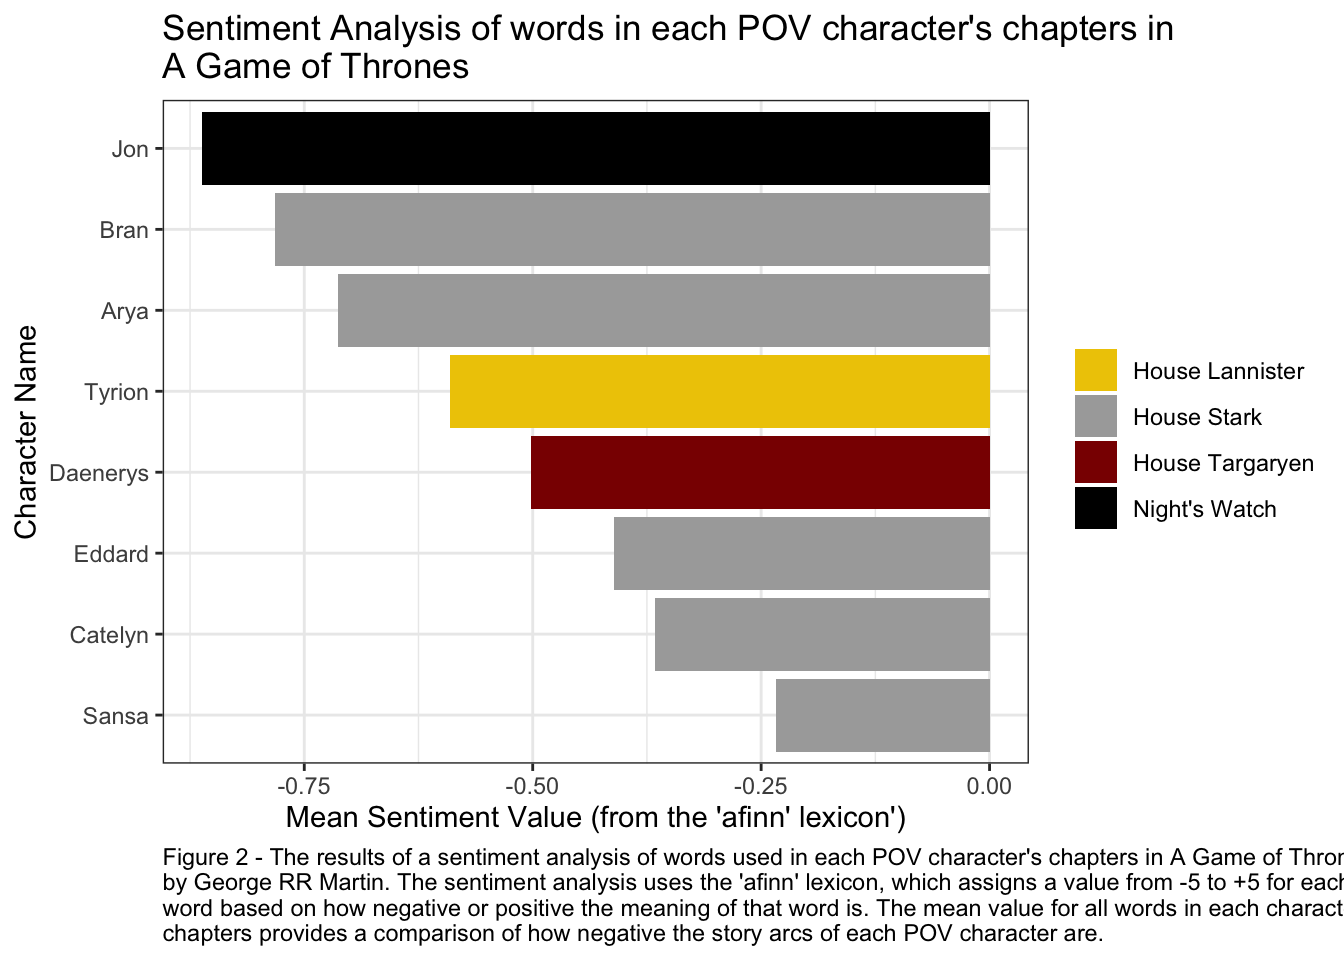 Sentiment Analysis of words in each POV character's chapters in
A Game of Thrones
Character Name
Jon
Bran
Arya
Tyrion
Daenerys
Eddard
Catelyn
Sansa
House Lannister
House Stark
House Targaryen
Night's Watch
-0.75 -0.50 -0.25 0.00
Mean Sentiment Value (from the 'afinn' lexicon')
Figure 2 - The results of a sentiment analysis of words used in each POV character's chapters in A Game of Thron
by George RR Martin. The sentiment analysis uses the 'afinn' lexicon, which assigns a value from -5 to +5 for each
word based on how negative or positive the meaning of that word is. The mean value for all words in each charact
chapters provides a comparison of how negative the story arcs of each POV character are.